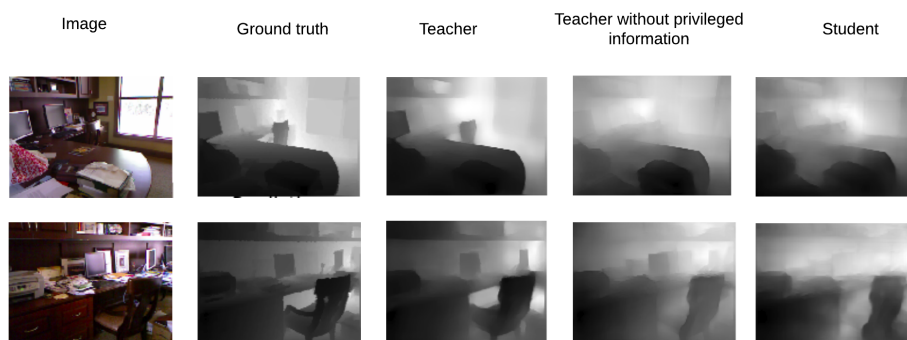 Image
Ground truth
Teacher
Teacher without privileged
information
Student